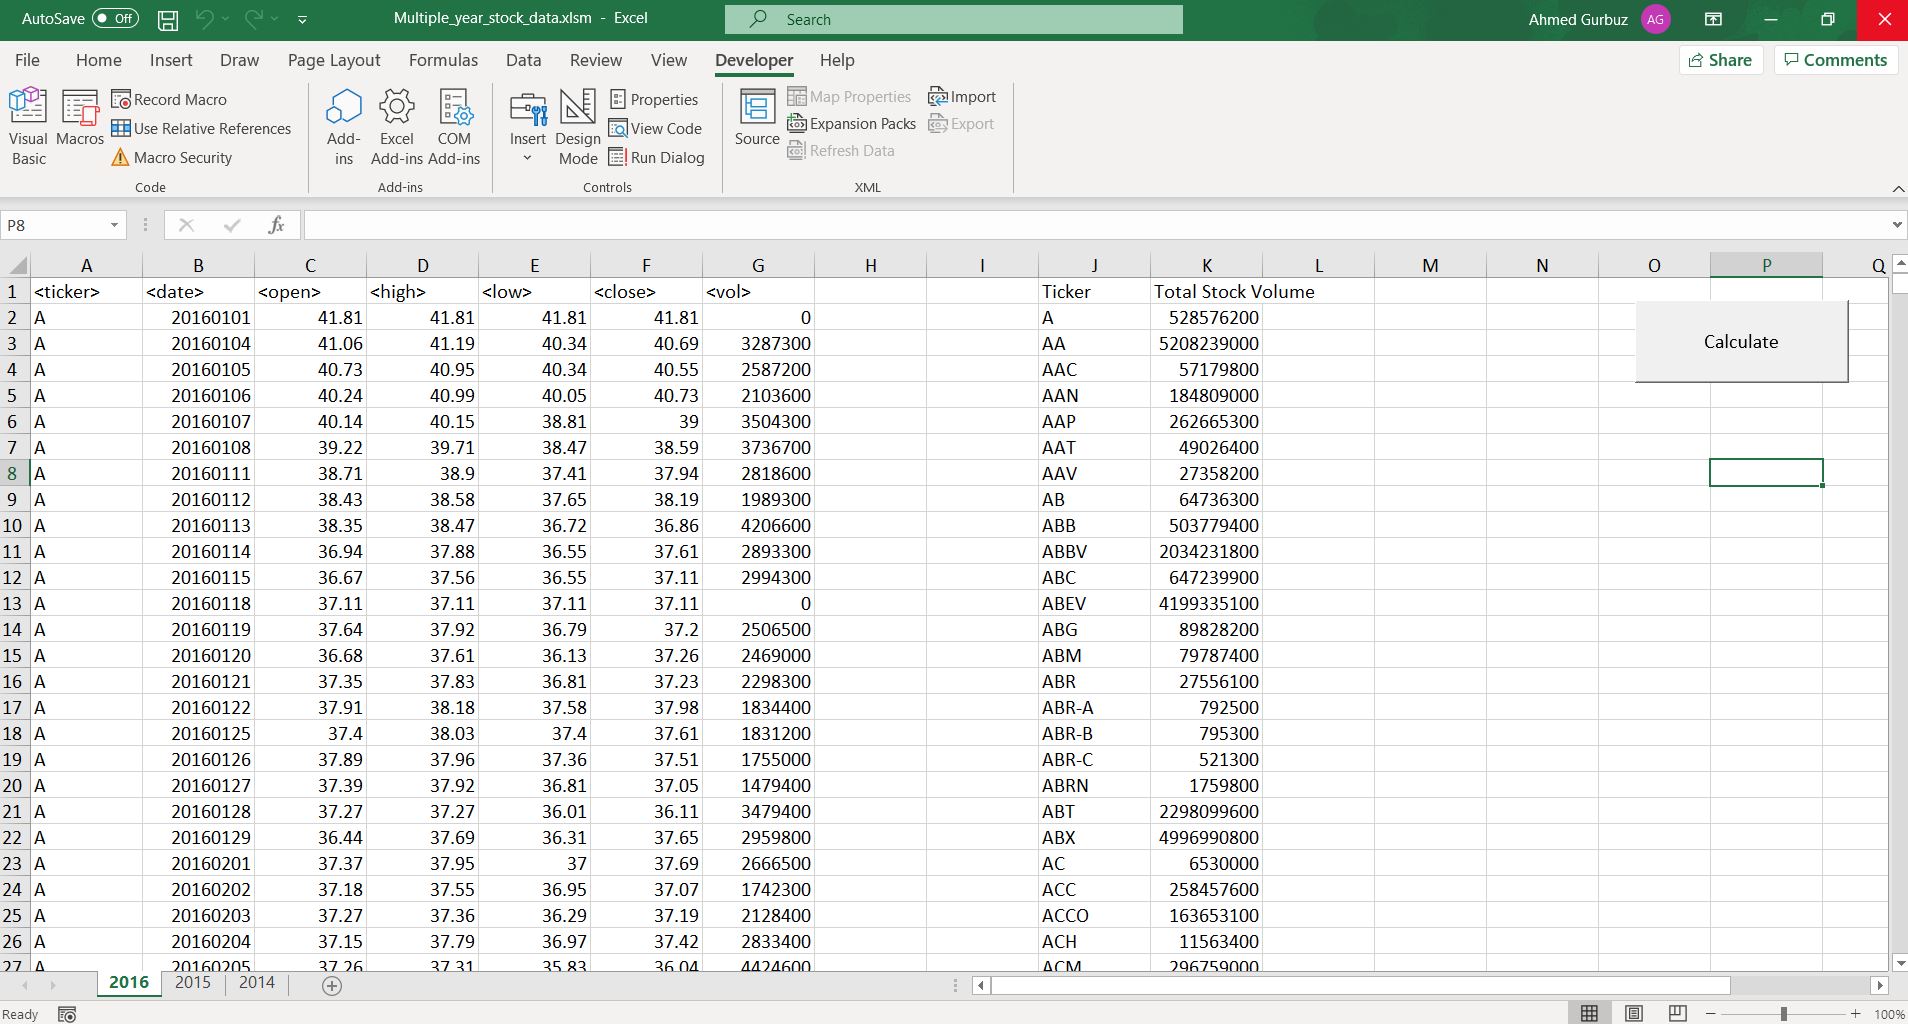 AutoSave Off Multiple_year_stock_data.xlsm - Excel Search Ahmed Gurbuz AG
File Home Insert Draw Page Layout Formulas Data Review View Developer Help Share Comments
Visual Basic
Macros
Record Macro
Use Relative References
Macro Security
Code
Add-ins
Excel Add-ins
COM Add-ins
Add-ins
Insert
Design Mode
Properties
View Code
Run Dialog
Controls
Source
Map Properties
Expansion Packs
Refresh Data
Import
Export
XML
P8 fx
A B C D E F G H I J K L M N O P Q
1 <ticker> <date> <open> <high> <low> <close> <vol> Ticker Total Stock Volume
2 A 20160101 41.81 41.81 41.81 41.81 0 A 528576200
Calculate
3 A 20160104 41.06 41.19 40.34 40.69 3287300 AA 5208239000
4 A 20160105 40.73 40.95 40.34 40.55 2587200 AAC 57179800
5 A 20160106 40.24 40.99 40.05 40.73 2103600 AAN 184809000
6 A 20160107 40.14 40.15 38.81 39 3504300 AAP 262665300
7 A 20160108 39.22 39.71 38.47 38.59 3736700 AAT 49026400
8 A 20160111 38.71 38.9 37.41 37.94 2818600 AAV 27358200
9 A 20160112 38.43 38.58 37.65 38.19 1989300 AB 64736300
10 A 20160113 38.35 38.47 36.72 36.86 4206600 ABB 503779400
11 A 20160114 36.94 37.88 36.55 37.61 2893300 ABBV 2034231800
12 A 20160115 36.67 37.56 36.55 37.11 2994300 ABC 647239900
13 A 20160118 37.11 37.11 37.11 37.11 0 ABEV 4199335100
14 A 20160119 37.64 37.92 36.79 37.2 2506500 ABG 89828200
15 A 20160120 36.68 37.61 36.13 37.26 2469000 ABM 79787400
16 A 20160121 37.35 37.83 36.81 37.23 2298300 ABR 27556100
17 A 20160122 37.91 38.18 37.58 37.98 1834400 ABR-A 792500
18 A 20160125 37.4 38.03 37.4 37.61 1831200 ABR-B 795300
19 A 20160126 37.89 37.96 37.36 37.51 1755000 ABR-C 521300
20 A 20160127 37.39 37.92 36.81 37.05 1479400 ABRN 1759800
21 A 20160128 37.27 37.27 36.01 36.11 3479400 ABT 2298099600
22 A 20160129 36.44 37.69 36.31 37.65 2959800 ABX 4996990800
23 A 20160201 37.37 37.95 37 37.69 2666500 AC 6530000
24 A 20160202 37.18 37.55 36.95 37.07 1742300 ACC 258457600
25 A 20160203 37.27 37.36 36.29 37.19 2128400 ACCO 163653100
26 A 20160204 37.15 37.79 36.97 37.42 2833400 ACH 11563400
27 A 20160205 37.26 37.31 35.83 36.04 4424600 ACM 296759000
2016 2015 2014
Ready 100%